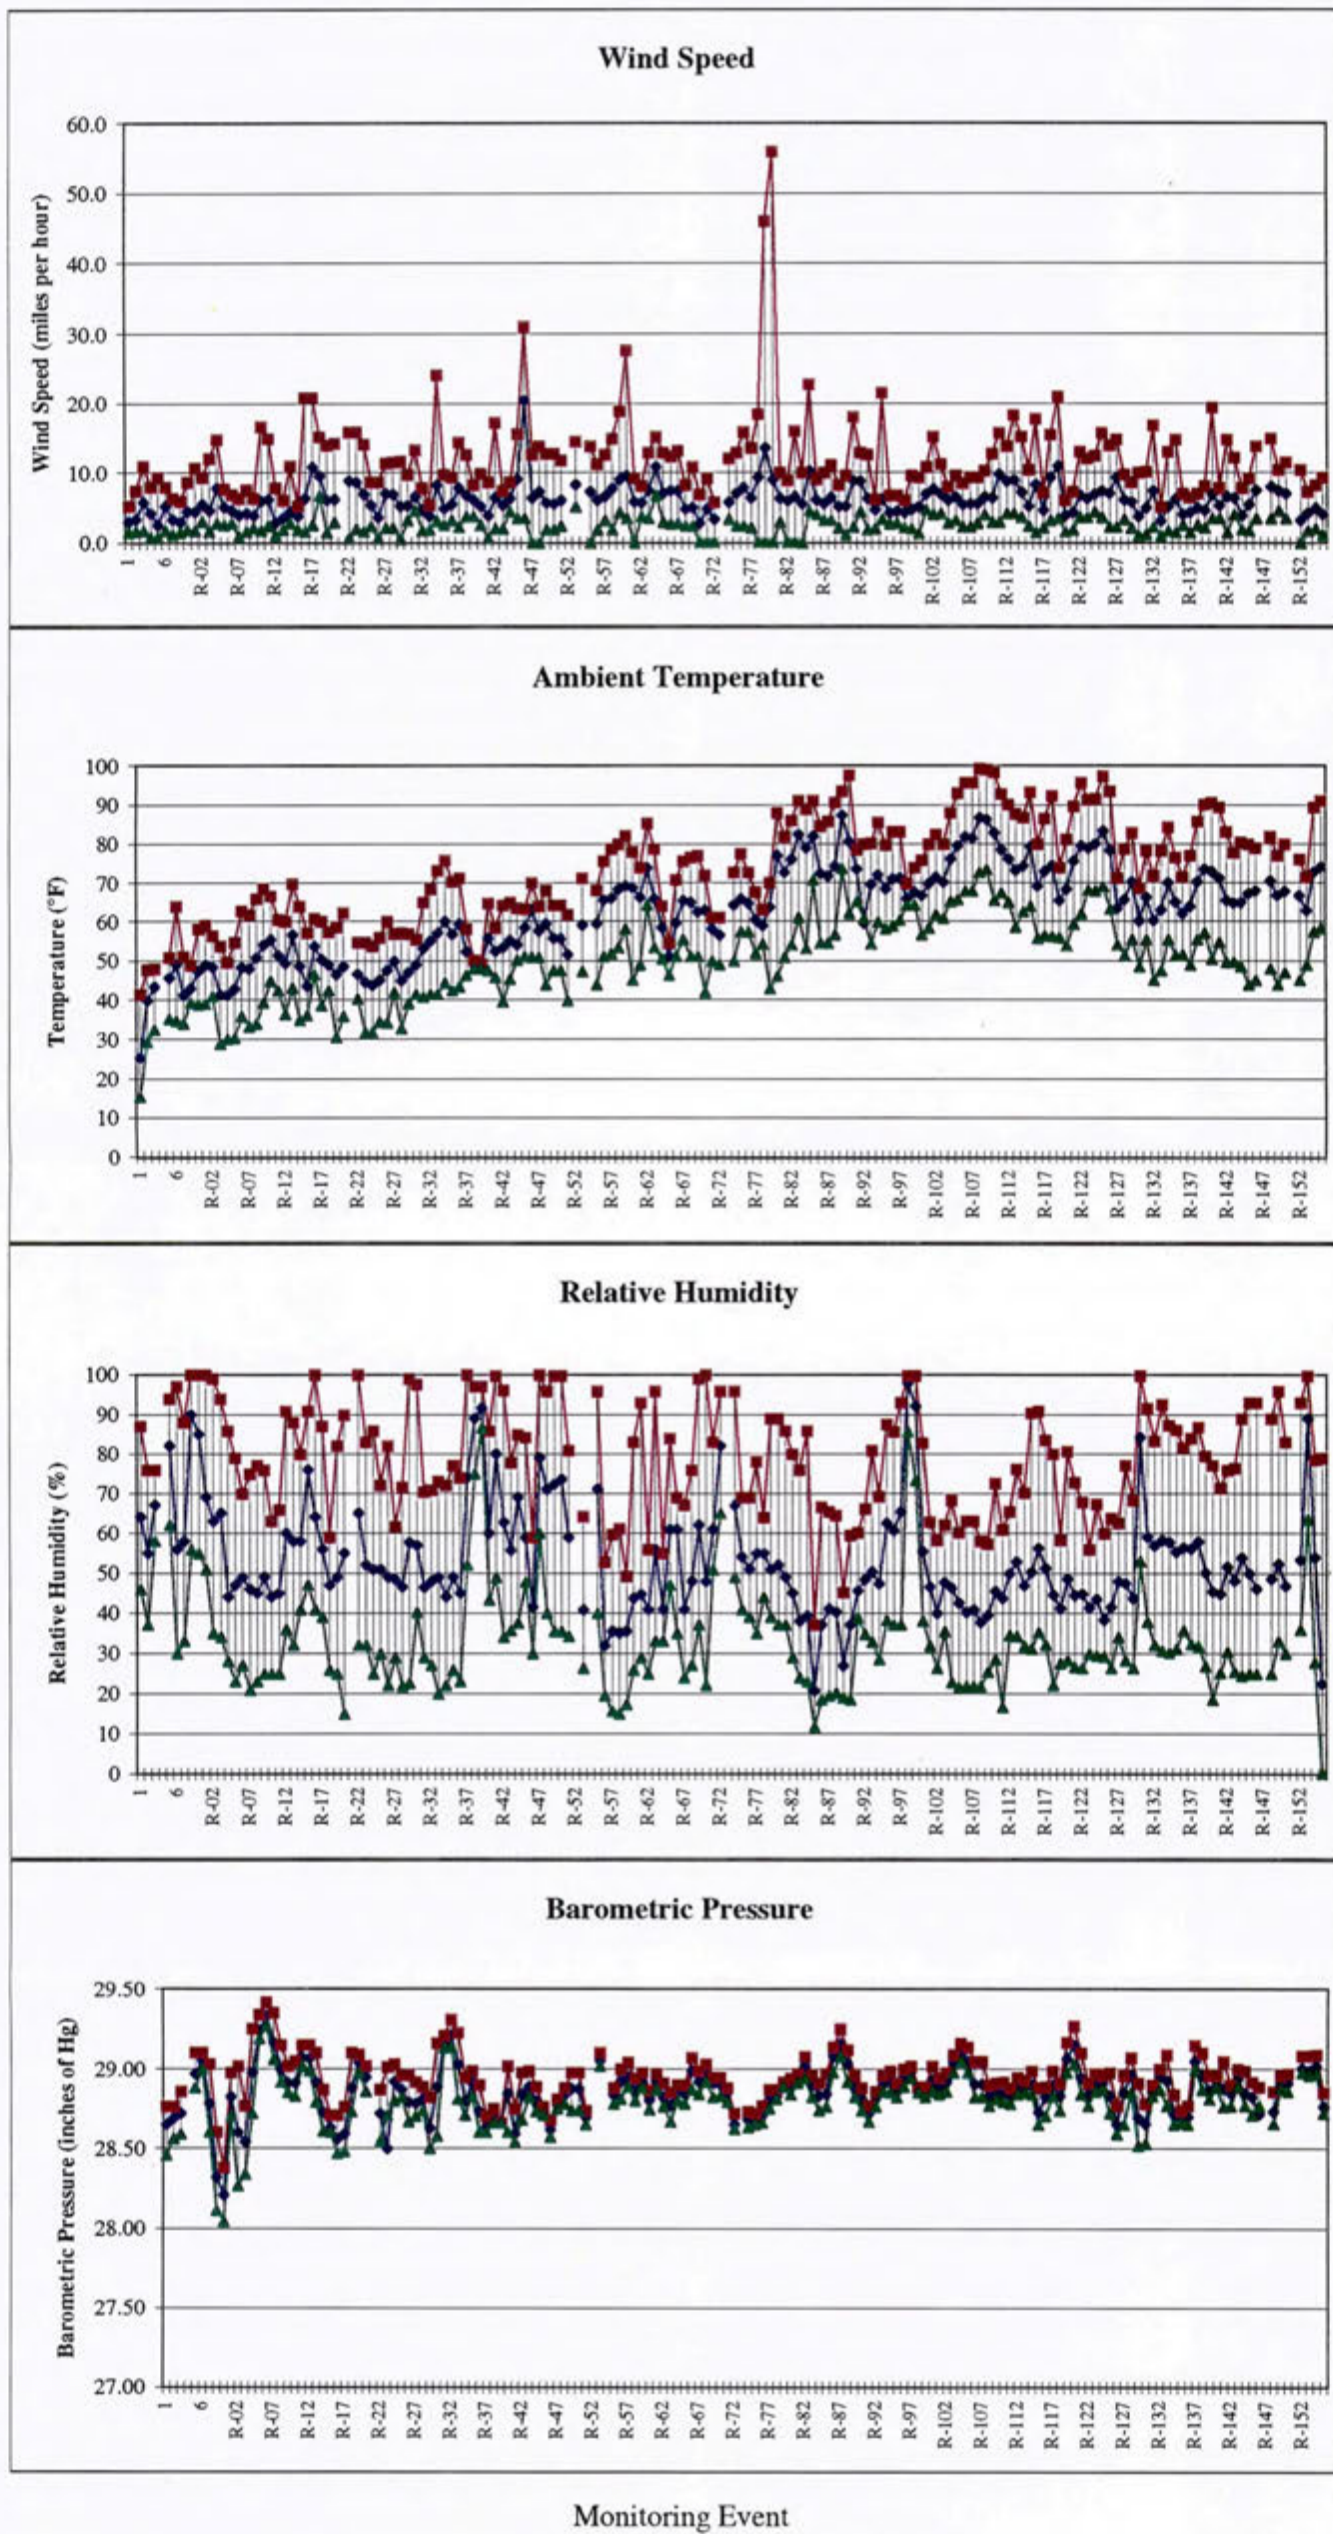 Wind Speed
60.0
50.0
40.0
30.0
20.0
10.0
0.0
Wind Speed (miles per hour)
1 6 R-02 R-07 R-12 R-17 R-22 R-27 R-32 R-37 R-42 R-47 R-52 R-57 R-62 R-67 R-72 R-77 R-82 R-87 R-92 R-97 R-102 R-107 R-112 R-117 R-122 R-127 R-132 R-137 R-142 R-147 R-152
Ambient Temperature
100
90
80
70
60
50
40
30
20
10
0
Temperature (°F)
1 6 R-02 R-07 R-12 R-17 R-22 R-27 R-32 R-37 R-42 R-47 R-52 R-57 R-62 R-67 R-72 R-77 R-82 R-87 R-92 R-97 R-102 R-107 R-112 R-117 R-122 R-127 R-132 R-137 R-142 R-147 R-152
Relative Humidity
100
90
80
70
60
50
40
30
20
10
0
Relative Humidity (%)
1 6 R-02 R-07 R-12 R-17 R-22 R-27 R-32 R-37 R-42 R-47 R-52 R-57 R-62 R-67 R-72 R-77 R-82 R-87 R-92 R-97 R-102 R-107 R-112 R-117 R-122 R-127 R-132 R-137 R-142 R-147 R-152
Barometric Pressure
29.50
29.00
28.50
28.00
27.50
27.00
Barometric Pressure (inches of Hg)
1 6 R-02 R-07 R-12 R-17 R-22 R-27 R-32 R-37 R-42 R-47 R-52 R-57 R-62 R-67 R-72 R-77 R-82 R-87 R-92 R-97 R-102 R-107 R-112 R-117 R-122 R-127 R-132 R-137 R-142 R-147 R-152
Monitoring Event